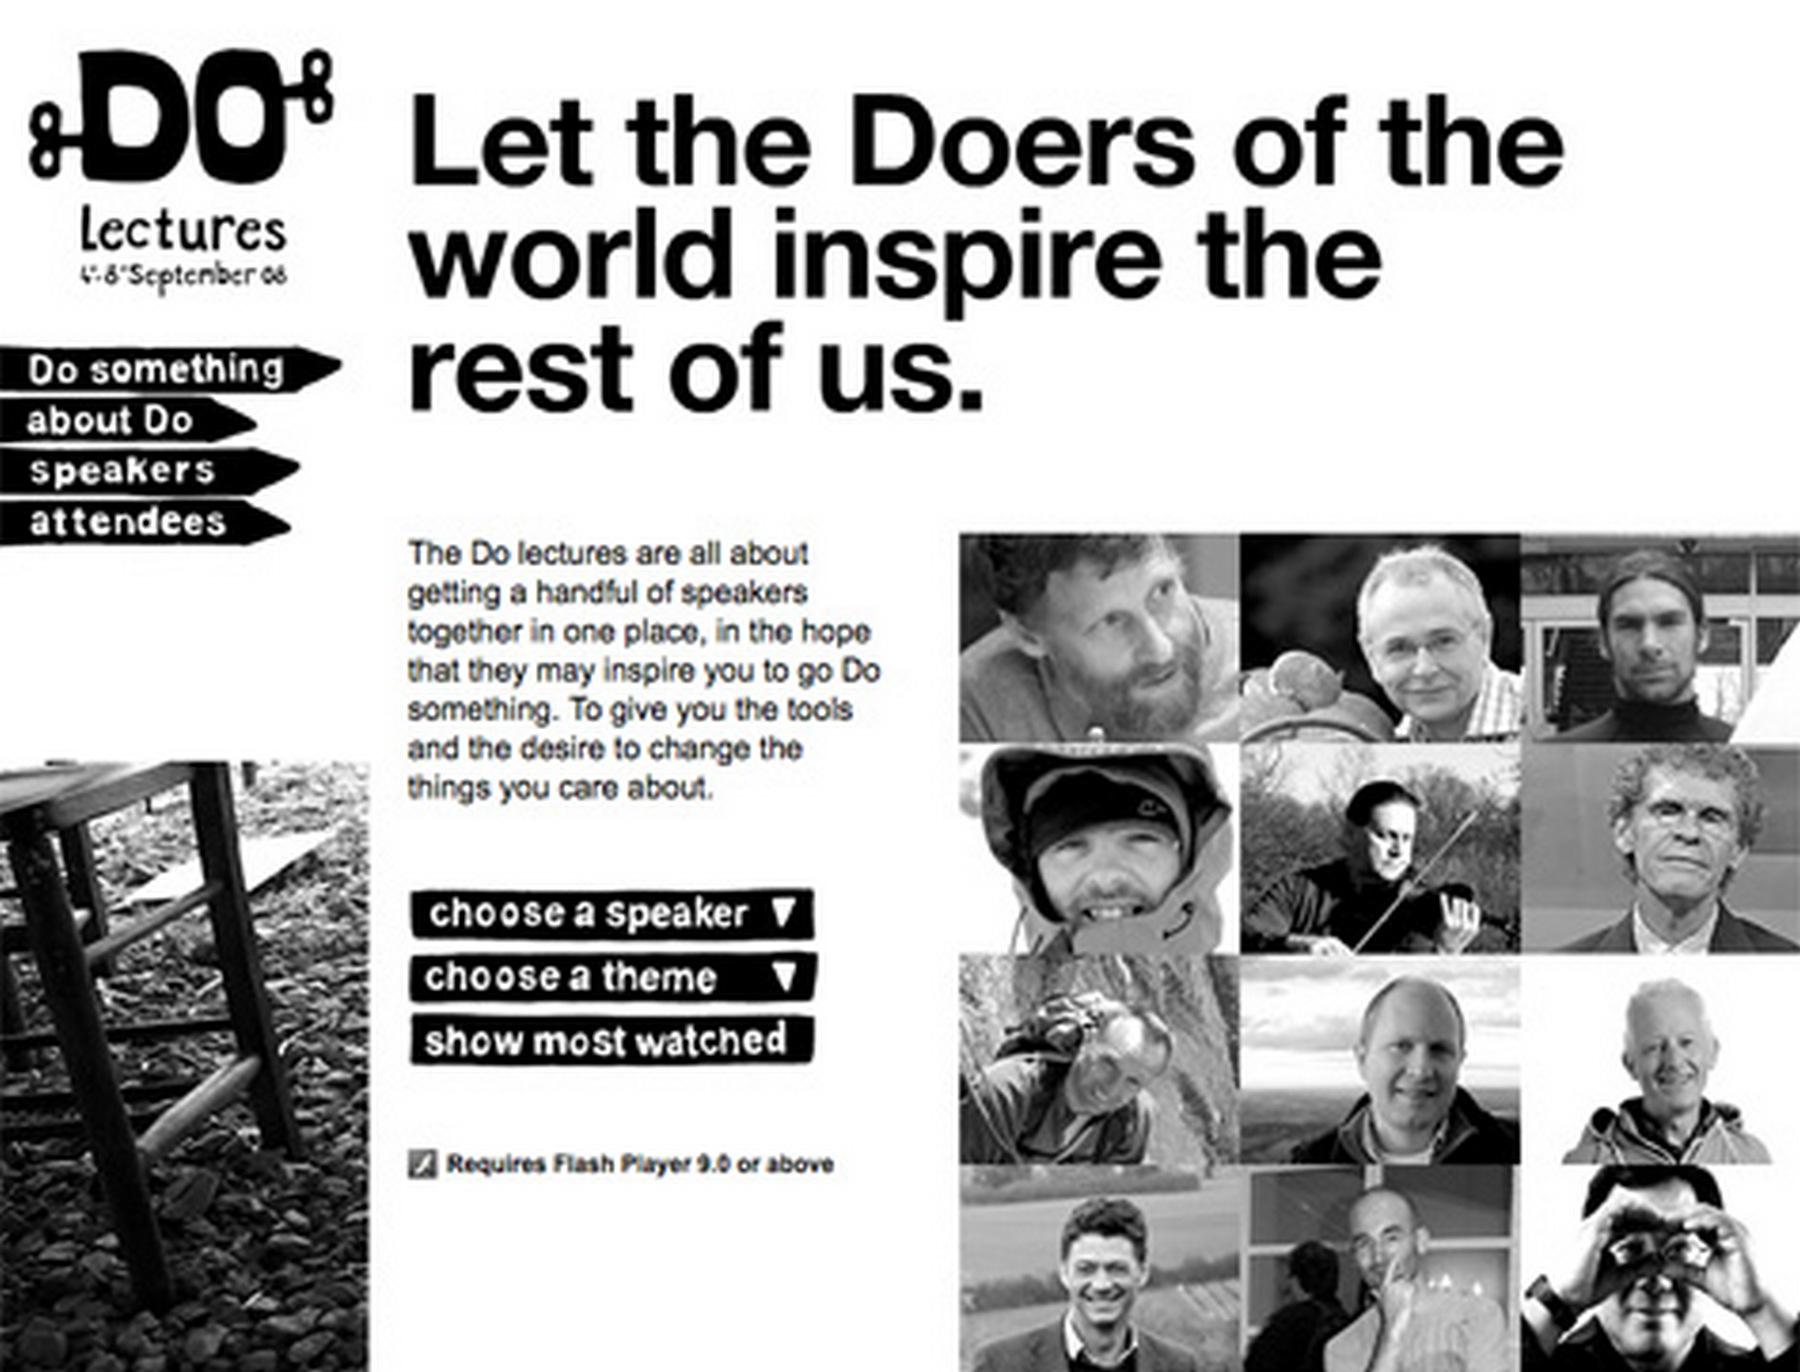 DO
Lectures
4th-8th September 08
Let the Doers of the
world inspire the
rest of us.
Do something
about Do
speakers
attendees
The Do lectures are all about
getting a handful of speakers
together in one place, in the hope
that they may inspire you to go Do
something. To give you the tools
and the desire to change the
things you care about.
choose a speaker ▼
choose a theme ▼
show most watched
Requires Flash Player 9.0 or above